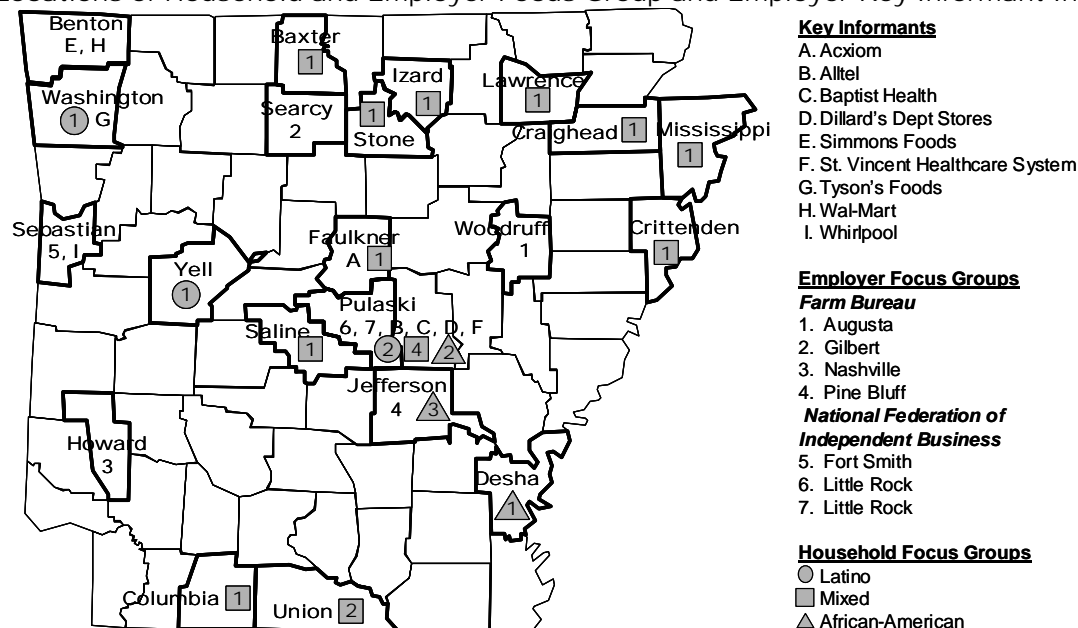 Locations of Household and Employer Focus Group and Employer Key Informant In
Benton
E, H
Baxter
1
Izard
1
Lawrence
1
Washington
1 G
Searcy
2
1
Stone
Craighead 1
Mississippi
1
Sebastian
5, I
Yell
1
Faulkner
A 1
Woodruff
1
Crittenden
1
Pulaski
6, 7, B, C, D, F
2 4 2
Saline
1
Jefferson
4 3
Howard
3
Desha
1
Columbia 1
Union 2
Key Informants
A. Acxiom
B. Alltel
C. Baptist Health
D. Dillard's Dept Stores
E. Simmons Foods
F. St. Vincent Healthcare System
G. Tyson's Foods
H. Wal-Mart
I. Whirlpool
Employer Focus Groups
Farm Bureau
1. Augusta
2. Gilbert
3. Nashville
4. Pine Bluff
National Federation of
Independent Business
5. Fort Smith
6. Little Rock
7. Little Rock
Household Focus Groups
Latino
Mixed
African-American